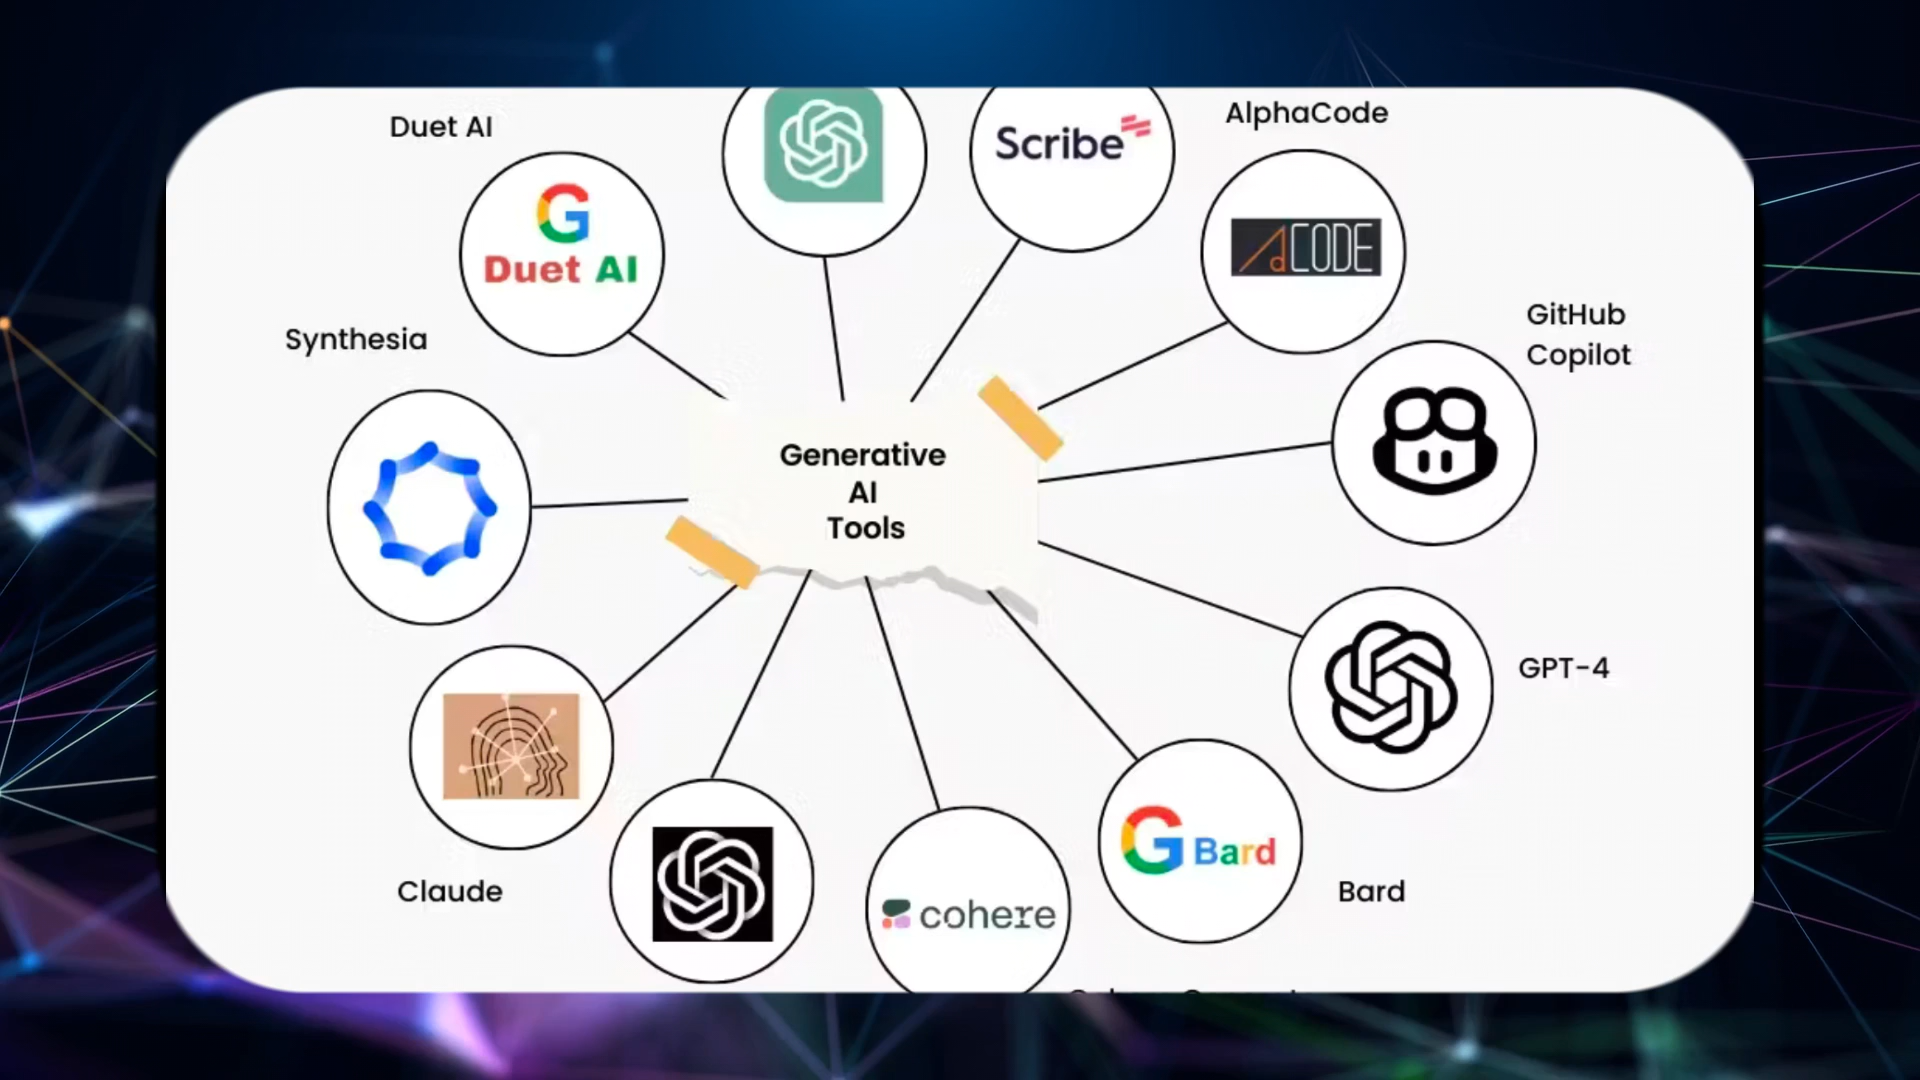 Duet AI
Scribe
AlphaCode
G
Duet AI
CODE
GitHub
Copilot
Synthesia
Generative
AI
Tools
GPT-4
G Bard
Claude
Bard
cohere